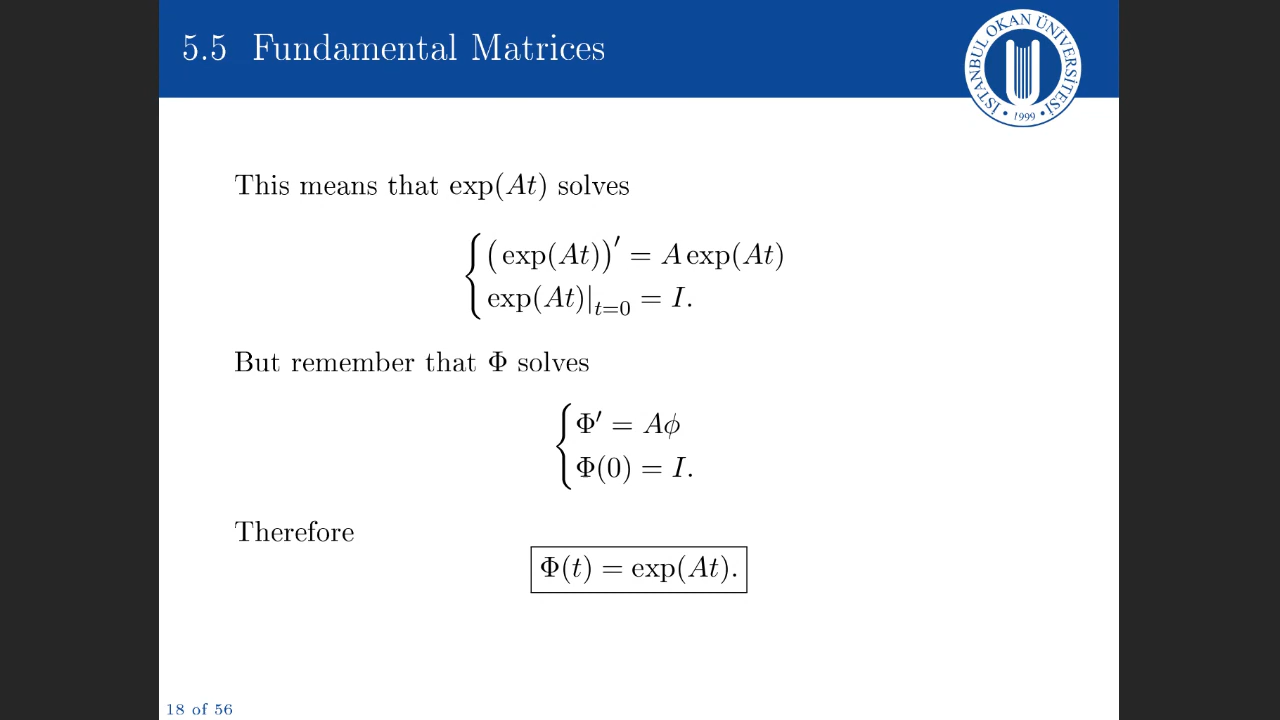 5.5 Fundamental Matrices
İSTANBUL OKAN ÜNİVERSİTESİ
• 1999 •
This means that exp(At) solves
(exp(At))′ = A exp(At)
exp(At)|t=0 = I.
But remember that Φ solves
Φ′ = Aϕ
Φ(0) = I.
Therefore
Φ(t) = exp(At).
18 of 56